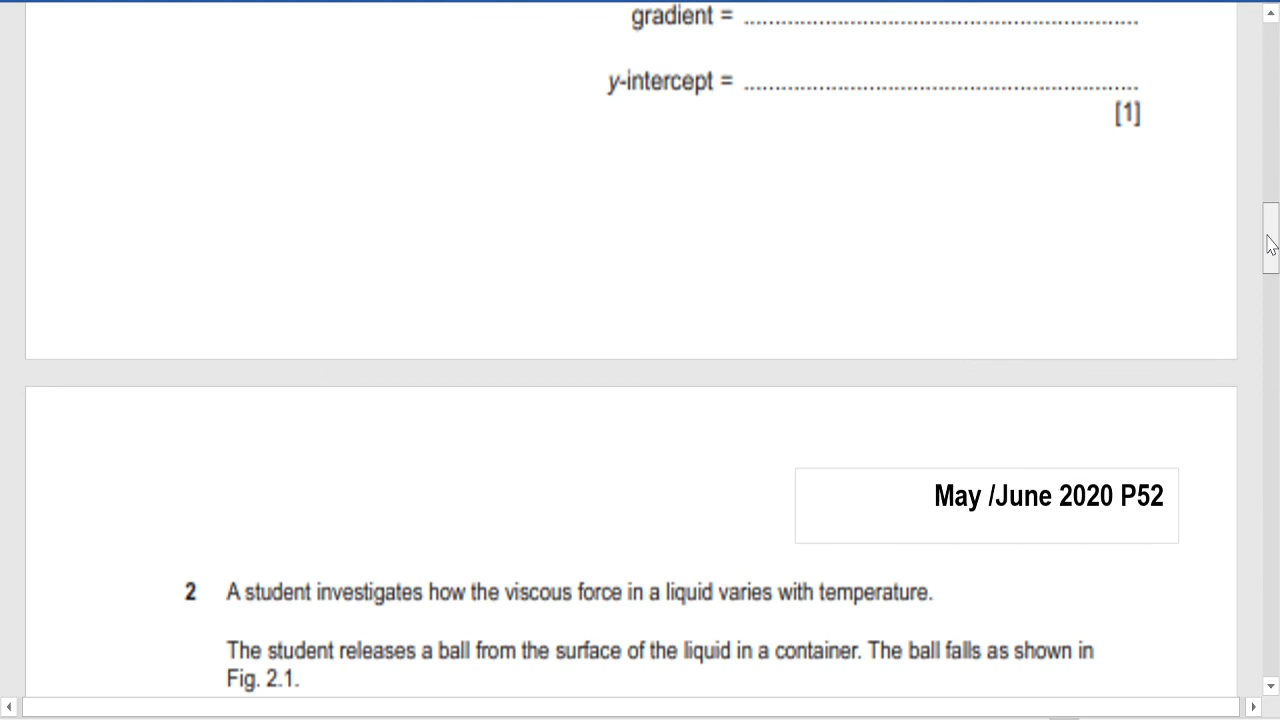 gradient = ..............................................................
y-intercept = ..............................................................
[1]
May /June 2020 P52
2 A student investigates how the viscous force in a liquid varies with temperature.
The student releases a ball from the surface of the liquid in a container. The ball falls as shown in
Fig. 2.1.